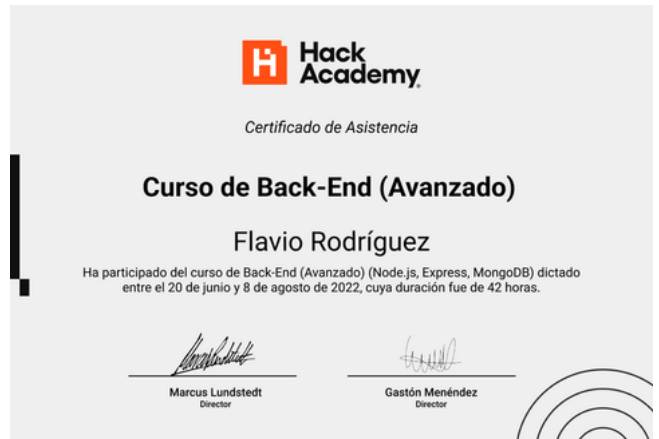 Hack
Academy
Certificado de Asistencia
Curso de Back-End (Avanzado)
Flavio Rodríguez
Ha participado del curso de Back-End (Avanzado) (Node.js, Express, MongoDB) dictado
entre el 20 de junio y 8 de agosto de 2022, cuya duración fue de 42 horas.
Marcus Lundstedt
Director
Gastón Menéndez
Director